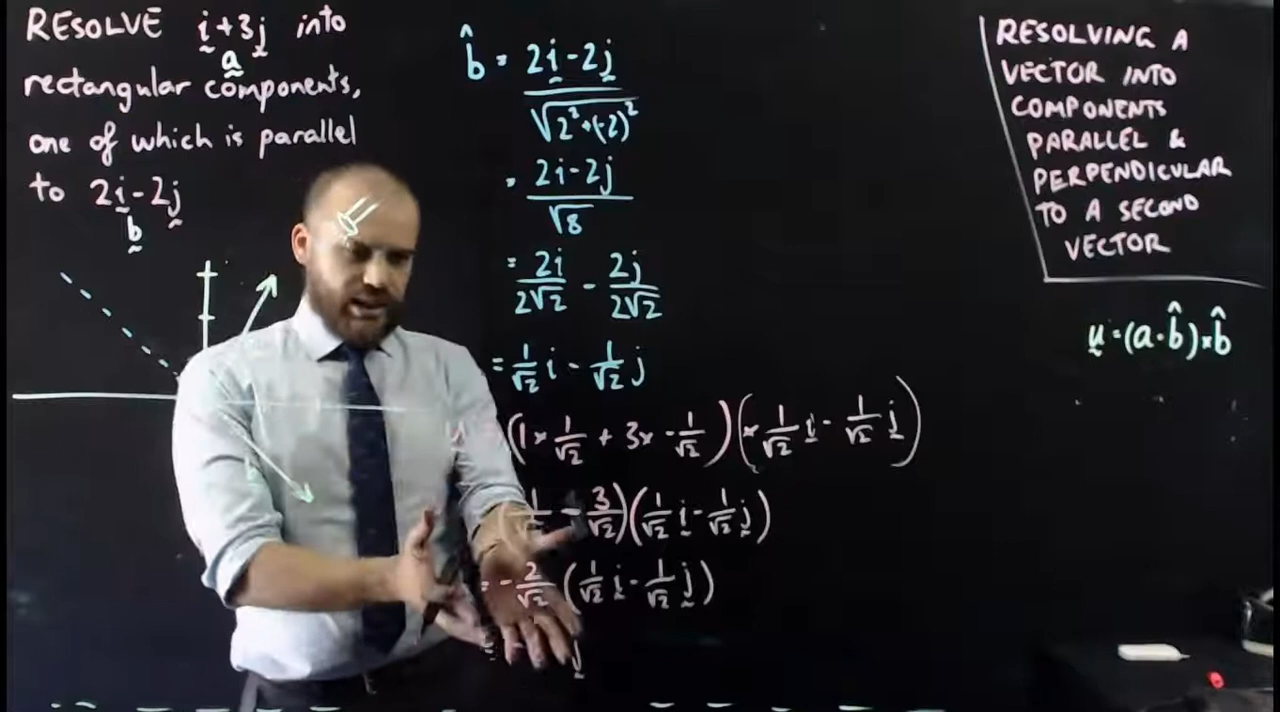 RESOLVE i+3j into
a
rectangular components,
one of which is parallel
to 2i-2j
b
b̂ = 2i-2j
√2²+(-2)²
= 2i-2j
√8
= 2i/2√2 - 2j/2√2
= 1/√2 i - 1/√2 j
(1× 1/√2 + 3× -1/√2)(× 1/√2 i - 1/√2 j)
- 3/√2)(1/√2 i - 1/√2 j)
= - 2/√2 (1/√2 i - 1/√2 j)
j
RESOLVING A
VECTOR INTO
COMPONENTS
PARALLEL &
PERPENDICULAR
TO A SECOND
VECTOR
u = (a·b̂)×b̂